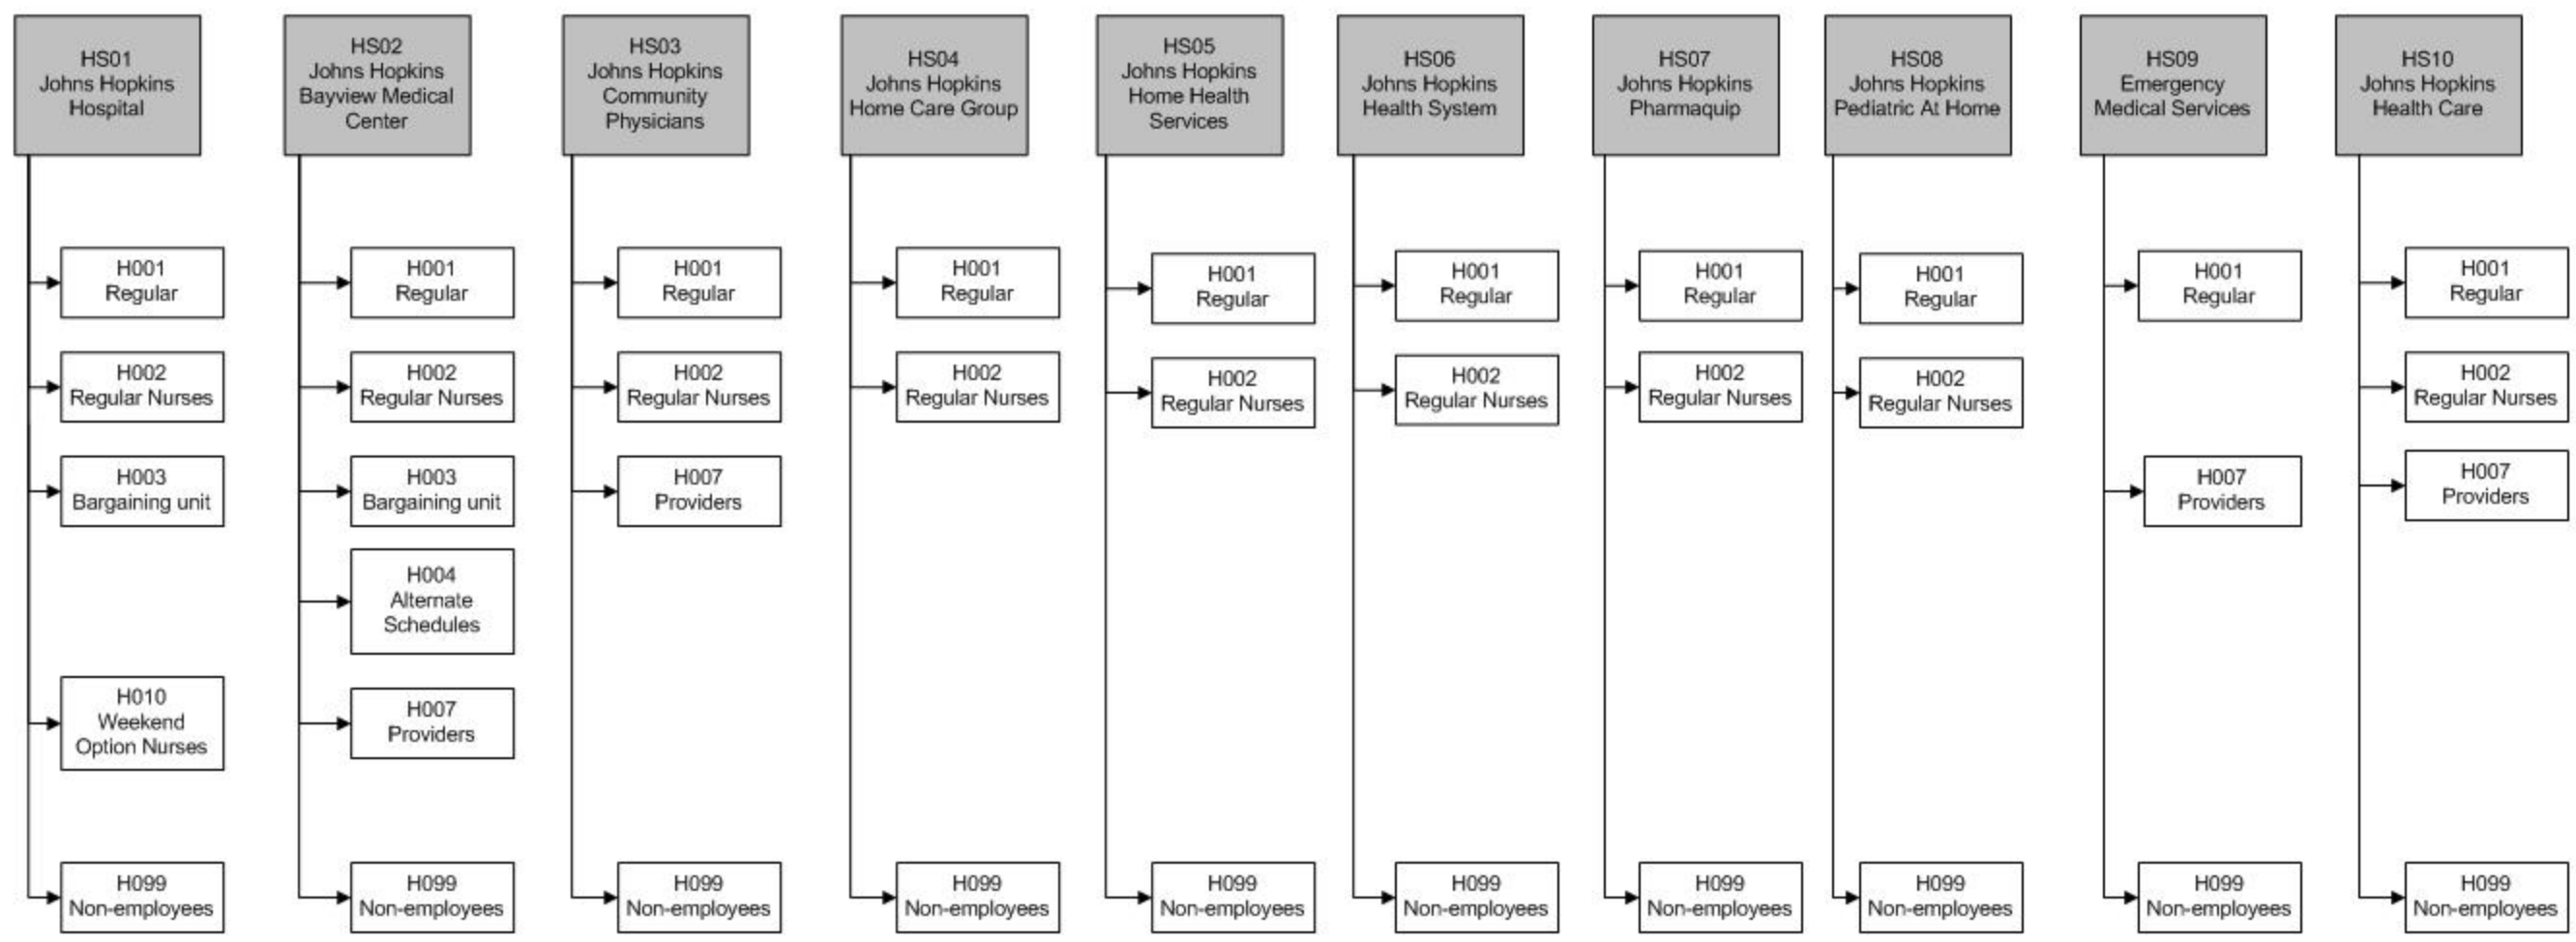 HS01
Johns Hopkins
Hospital
H001
Regular
H002
Regular Nurses
H003
Bargaining unit
H010
Weekend
Option Nurses
H099
Non-employees
HS02
Johns Hopkins
Bayview Medical
Center
H001
Regular
H002
Regular Nurses
H003
Bargaining unit
H004
Alternate
Schedules
H007
Providers
H099
Non-employees
HS03
Johns Hopkins
Community
Physicians
H001
Regular
H002
Regular Nurses
H007
Providers
H099
Non-employees
HS04
Johns Hopkins
Home Care Group
H001
Regular
H002
Regular Nurses
H099
Non-employees
HS05
Johns Hopkins
Home Health
Services
H001
Regular
H002
Regular Nurses
H099
Non-employees
HS06
Johns Hopkins
Health System
H001
Regular
H002
Regular Nurses
H099
Non-employees
HS07
Johns Hopkins
Pharmaquip
H001
Regular
H002
Regular Nurses
H099
Non-employees
HS08
Johns Hopkins
Pediatric At Home
H001
Regular
H002
Regular Nurses
H099
Non-employees
HS09
Emergency
Medical Services
H001
Regular
H007
Providers
H099
Non-employees
HS10
Johns Hopkins
Health Care
H001
Regular
H002
Regular Nurses
H007
Providers
H099
Non-employees